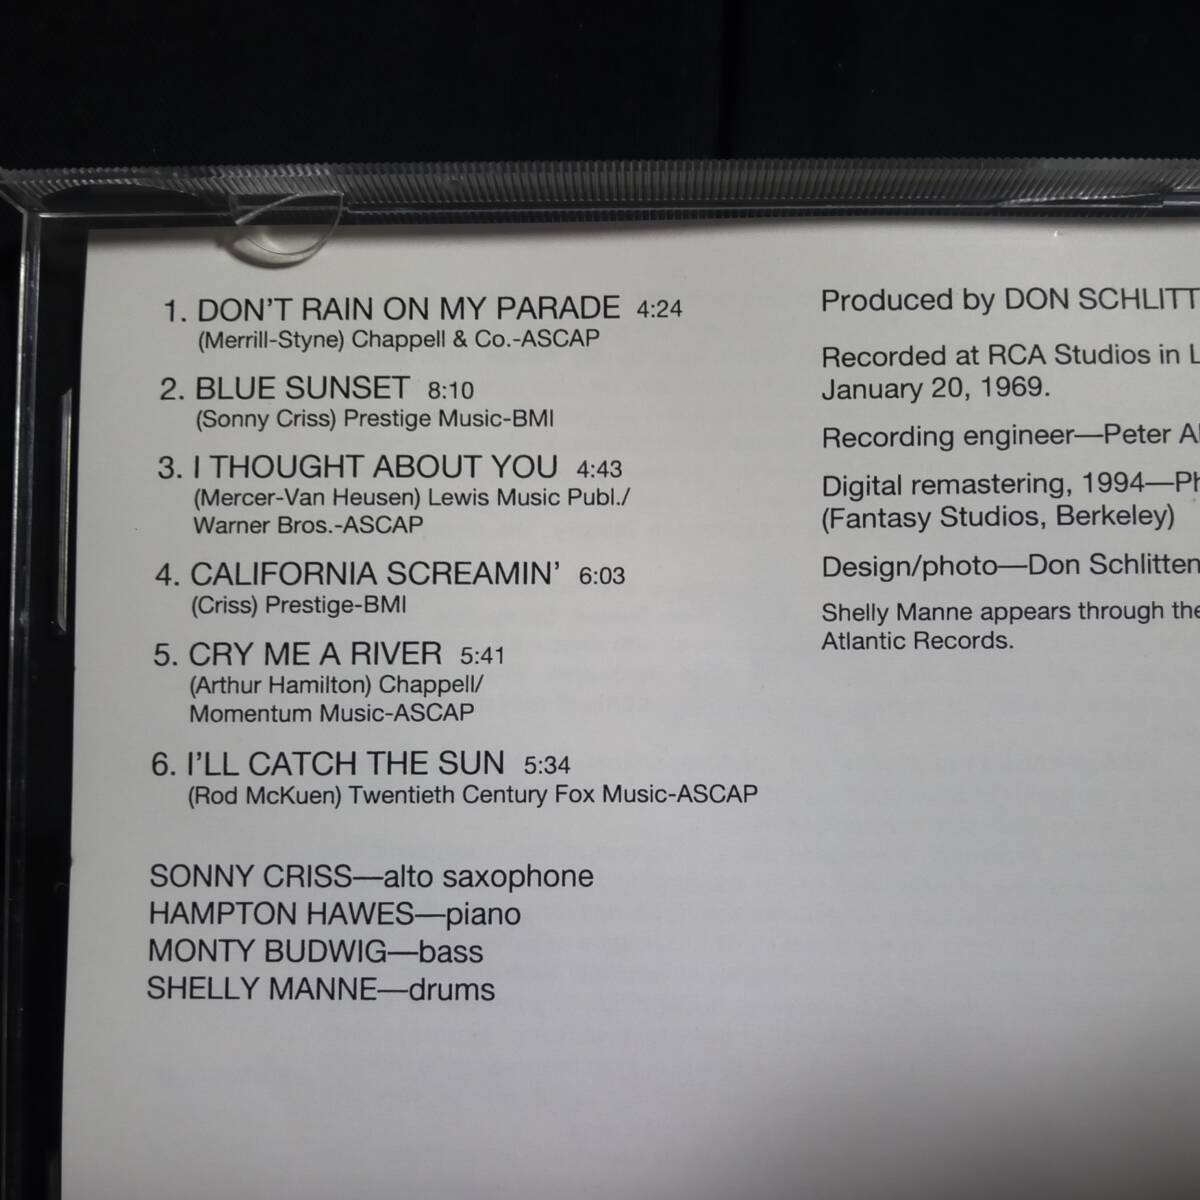 1. DON'T RAIN ON MY PARADE 4:24
(Merrill-Styne) Chappell & Co.-ASCAP
2. BLUE SUNSET 8:10
(Sonny Criss) Prestige Music-BMI
3. I THOUGHT ABOUT YOU 4:43
(Mercer-Van Heusen) Lewis Music Publ./
Warner Bros.-ASCAP
4. CALIFORNIA SCREAMIN' 6:03
(Criss) Prestige-BMI
5. CRY ME A RIVER 5:41
(Arthur Hamilton) Chappell/
Momentum Music-ASCAP
6. I'LL CATCH THE SUN 5:34
(Rod McKuen) Twentieth Century Fox Music-ASCAP
SONNY CRISS—alto saxophone
HAMPTON HAWES—piano
MONTY BUDWIG—bass
SHELLY MANNE—drums
Produced by DON SCHLITT
Recorded at RCA Studios in L
January 20, 1969.
Recording engineer—Peter
Digital remastering, 1994—Ph
(Fantasy Studios, Berkeley)
Design/photo—Don Schlitten
Shelly Manne appears through the
Atlantic Records.